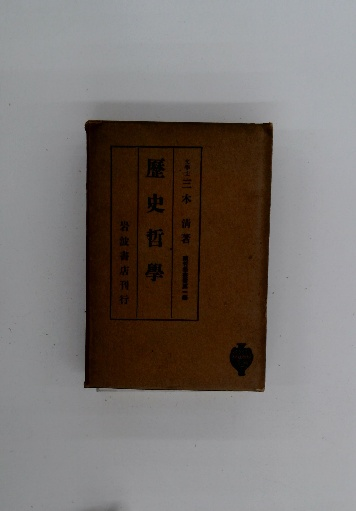 文學士 三木清著
歷史哲學
岩波書店刊行